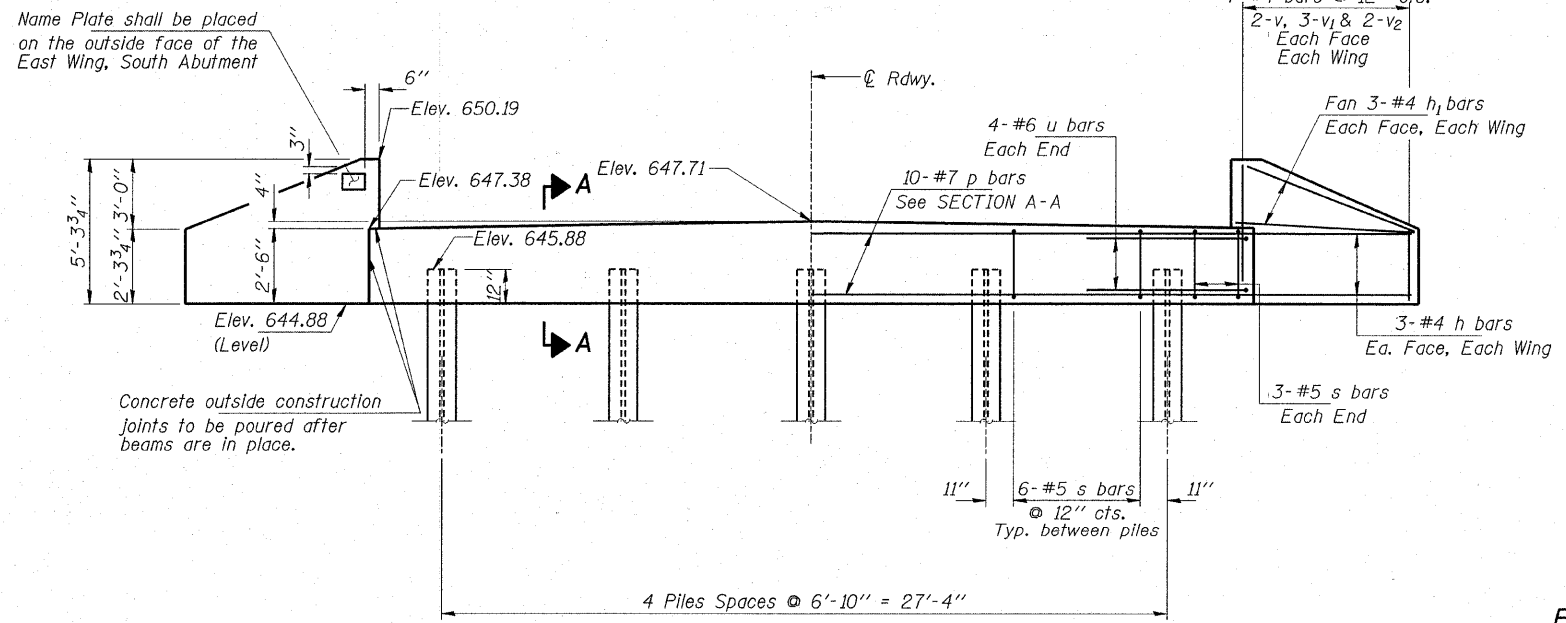 Name Plate shall be placed
on the outside face of the
East Wing, South Abutment
6"
Elev. 650.19
℄ Rdwy.
bars @ 12"
2-v, 3-v1 & 2-v2
Each Face
Each Wing
Fan 3-#4 h1 bars
Each Face, Each Wing
4-#6 u bars
Each End
3"
4"
Elev. 647.38
A
Elev. 647.71
10-#7 p bars
See SECTION A-A
5'-3¾"
3'-0"
2'-3¾"
2'-6"
Elev. 645.88
12"
Elev. 644.88
(Level)
A
3-#4 h bars
Ea. Face, Each Wing
3-#5 s bars
Each End
Concrete outside construction
joints to be poured after
beams are in place.
11"
6-#5 s bars
@ 12" cts.
Typ. between piles
11"
4 Piles Spaces @ 6'-10" = 27'-4"